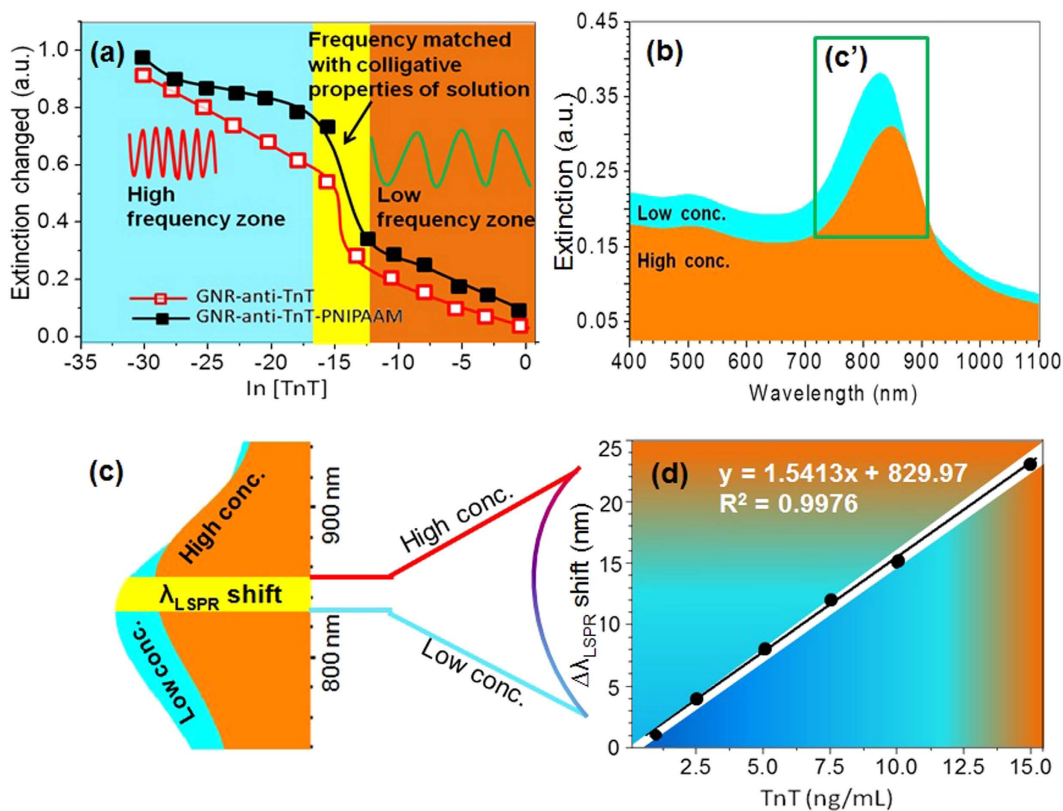 (a)
Frequency matched
with colligative
properties of solution
High
frequency zone
Low
frequency zone
GNR-anti-TnT
GNR-anti-TnT-PNIPAAM
Extinction changed (a.u.)
1.0
0.8
0.6
0.4
0.2
0.0
-35 -30 -25 -20 -15 -10 -5 0
ln [TnT]
(b)
(c')
Low conc.
High conc.
Extinction (a.u.)
0.45
0.35
0.25
0.15
0.05
400 500 600 700 800 900 1000 1100
Wavelength (nm)
(c)
High conc.
λLSPR shift
Low conc.
900 nm
800 nm
High conc.
Low conc.
(d)
y = 1.5413x + 829.97
R² = 0.9976
ΔλLSPR shift (nm)
25
20
15
10
5
0
2.5 5.0 7.5 10.0 12.5 15.0
TnT (ng/mL)